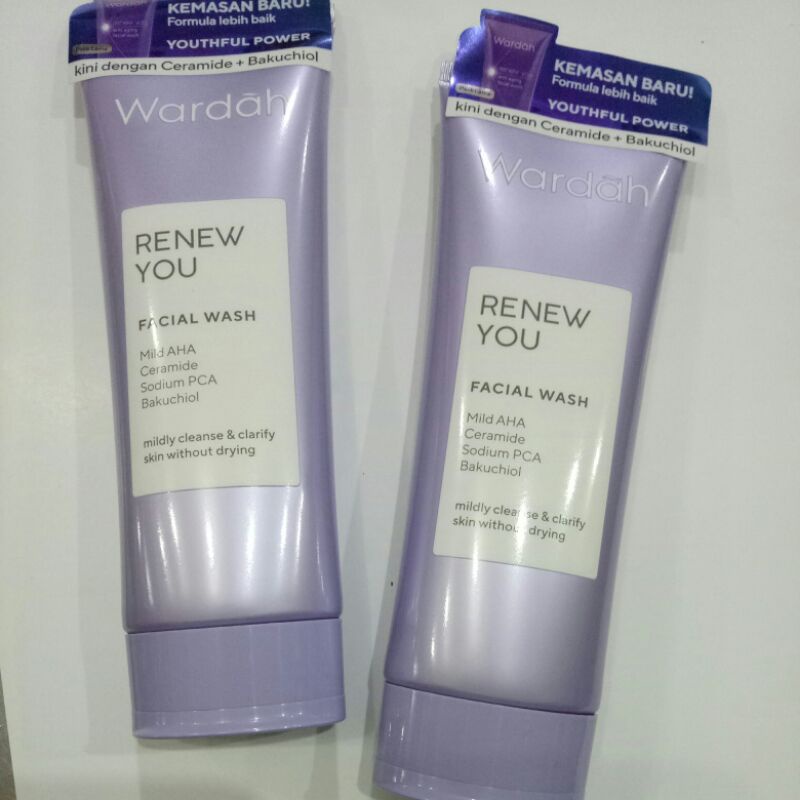 Wardah
KEMASAN BARU!
Formula lebih baik
YOUTHFUL POWER
kini dengan Ceramide + Bakuchiol
Wardah
RENEW
YOU
FACIAL WASH
Mild AHA
Ceramide
Sodium PCA
Bakuchiol
mildly cleanse & clarify
skin without drying
Wardah
KEMASAN BARU!
Formula lebih baik
YOUTHFUL POWER
kini dengan Ceramide + Bakuchiol
Wardah
RENEW
YOU
FACIAL WASH
Mild AHA
Ceramide
Sodium PCA
Bakuchiol
mildly cleanse & clarify
skin without drying